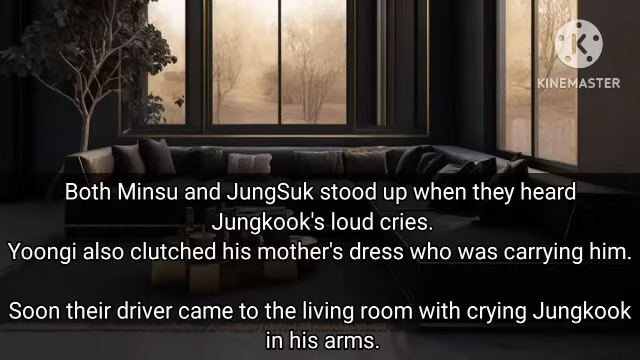 KINEMASTER
Both Minsu and JungSuk stood up when they heard
Jungkook's loud cries.
Yoongi also clutched his mother's dress who was carrying him.
Soon their driver came to the living room with crying Jungkook
in his arms.